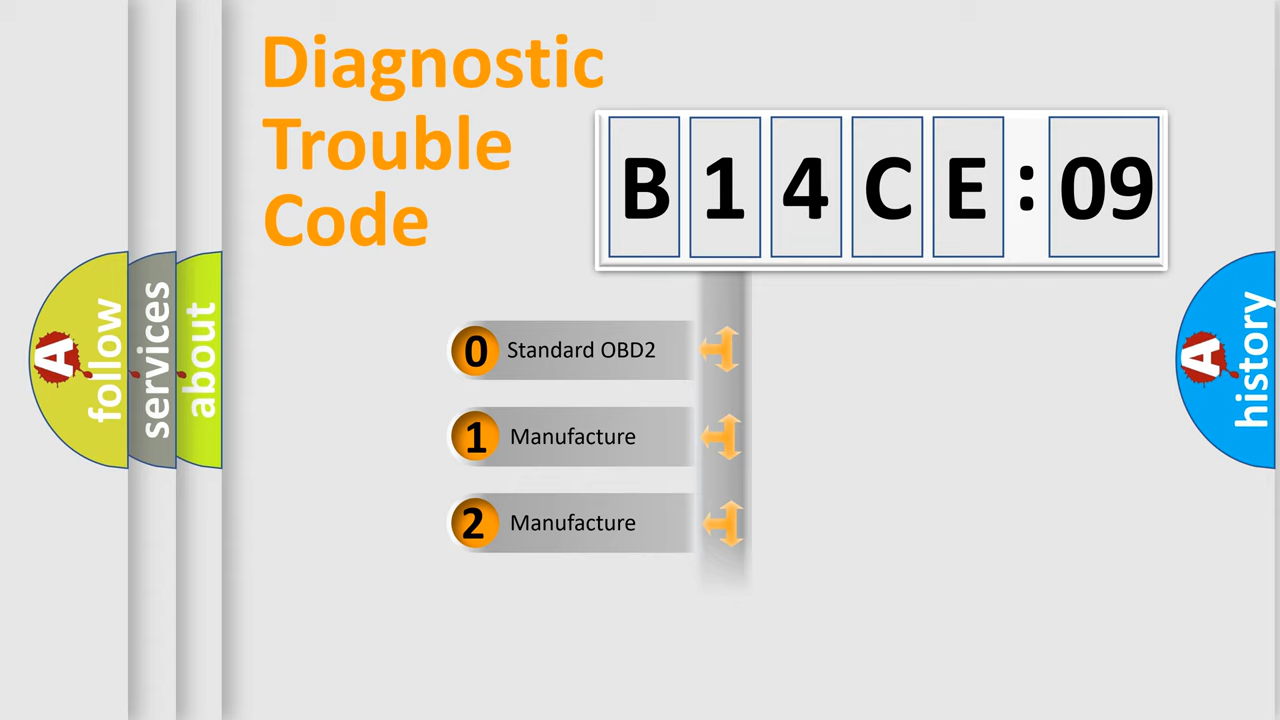 Diagnostic
Trouble
Code
B 1 4 C E : 09
0 Standard OBD2
1 Manufacture
2 Manufacture
A follow
services
about
A history